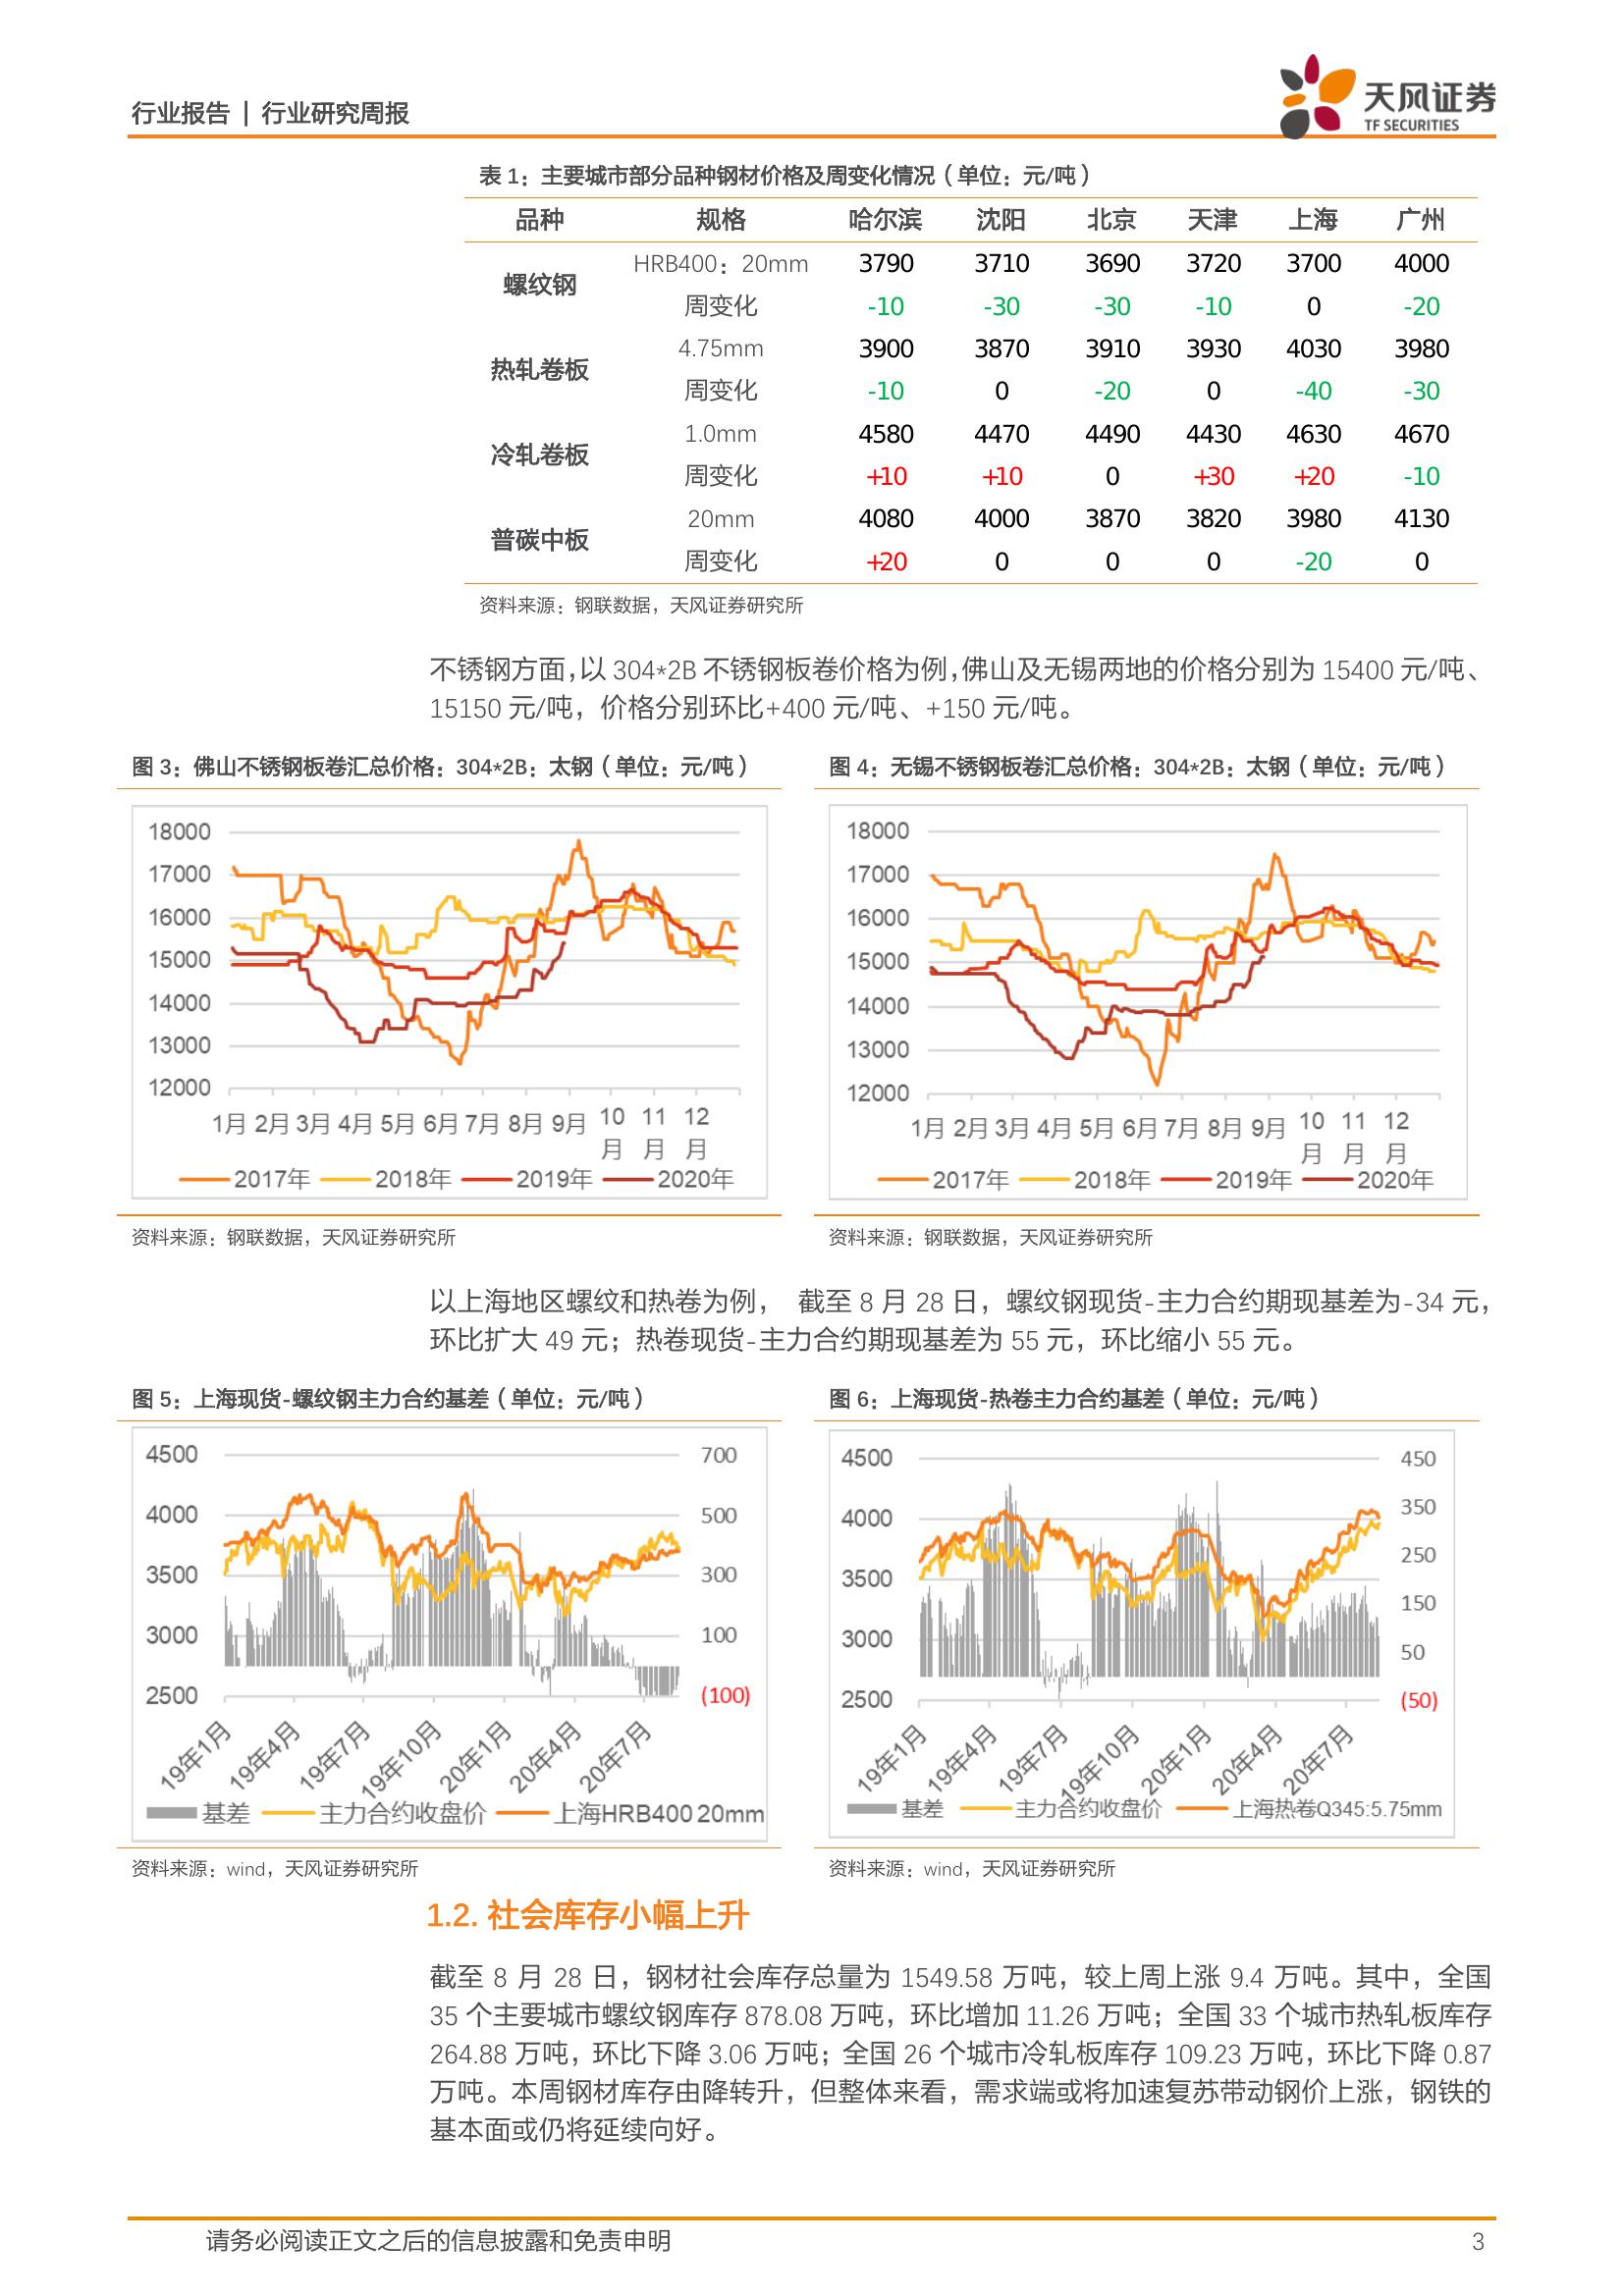 行业报告 | 行业研究周报
天风证券
TF SECURITIES
表 1：主要城市部分品种钢材价格及周变化情况（单位：元/吨）
品种 规格 哈尔滨 沈阳 北京 天津 上海 广州
螺纹钢 HRB400：20mm 3790 3710 3690 3720 3700 4000
周变化 -10 -30 -30 -10 0 -20
热轧卷板 4.75mm 3900 3870 3910 3930 4030 3980
周变化 -10 0 -20 0 -40 -30
冷轧卷板 1.0mm 4580 4470 4490 4430 4630 4670
周变化 +10 +10 0 +30 +20 -10
普碳中板 20mm 4080 4000 3870 3820 3980 4130
周变化 +20 0 0 0 -20 0
资料来源：钢联数据，天风证券研究所
不锈钢方面，以 304*2B 不锈钢板卷价格为例，佛山及无锡两地的价格分别为 15400 元/吨、
15150 元/吨，价格分别环比+400 元/吨、+150 元/吨。
图 3：佛山不锈钢板卷汇总价格：304*2B：太钢（单位：元/吨）
18000
17000
16000
15000
14000
13000
12000
1月 2月 3月 4月 5月 6月 7月 8月 9月 10月 11月 12月
2017年 2018年 2019年 2020年
资料来源：钢联数据，天风证券研究所
图 4：无锡不锈钢板卷汇总价格：304*2B：太钢（单位：元/吨）
18000
17000
16000
15000
14000
13000
12000
1月 2月 3月 4月 5月 6月 7月 8月 9月 10月 11月 12月
2017年 2018年 2019年 2020年
资料来源：钢联数据，天风证券研究所
以上海地区螺纹和热卷为例， 截至 8 月 28 日，螺纹钢现货-主力合约期现基差为-34 元，
环比扩大 49 元；热卷现货-主力合约期现基差为 55 元，环比缩小 55 元。
图 5：上海现货-螺纹钢主力合约基差（单位：元/吨）
4500 700
4000 500
3500 300
3000 100
2500 (100)
19年1月 19年4月 19年7月 19年10月 20年1月 20年4月 20年7月
基差 主力合约收盘价 上海HRB400 20mm
资料来源：wind，天风证券研究所
图 6：上海现货-热卷主力合约基差（单位：元/吨）
4500
4000
3500
3000
2500
450
350
250
150
50
(50)
19年1月 19年4月 19年7月 19年10月 20年1月 20年4月 20年7月
基差 主力合约收盘价 上海热卷Q345:5.75mm
资料来源：wind，天风证券研究所
1.2. 社会库存小幅上升
截至 8 月 28 日，钢材社会库存总量为 1549.58 万吨，较上周上涨 9.4 万吨。其中，全国
35 个主要城市螺纹钢库存 878.08 万吨，环比增加 11.26 万吨；全国 33 个城市热轧板库存
264.88 万吨，环比下降 3.06 万吨；全国 26 个城市冷轧板库存 109.23 万吨，环比下降 0.87
万吨。本周钢材库存由降转升，但整体来看，需求端或将加速复苏带动钢价上涨，钢铁的
基本面或仍将延续向好。
请务必阅读正文之后的信息披露和免责申明 3